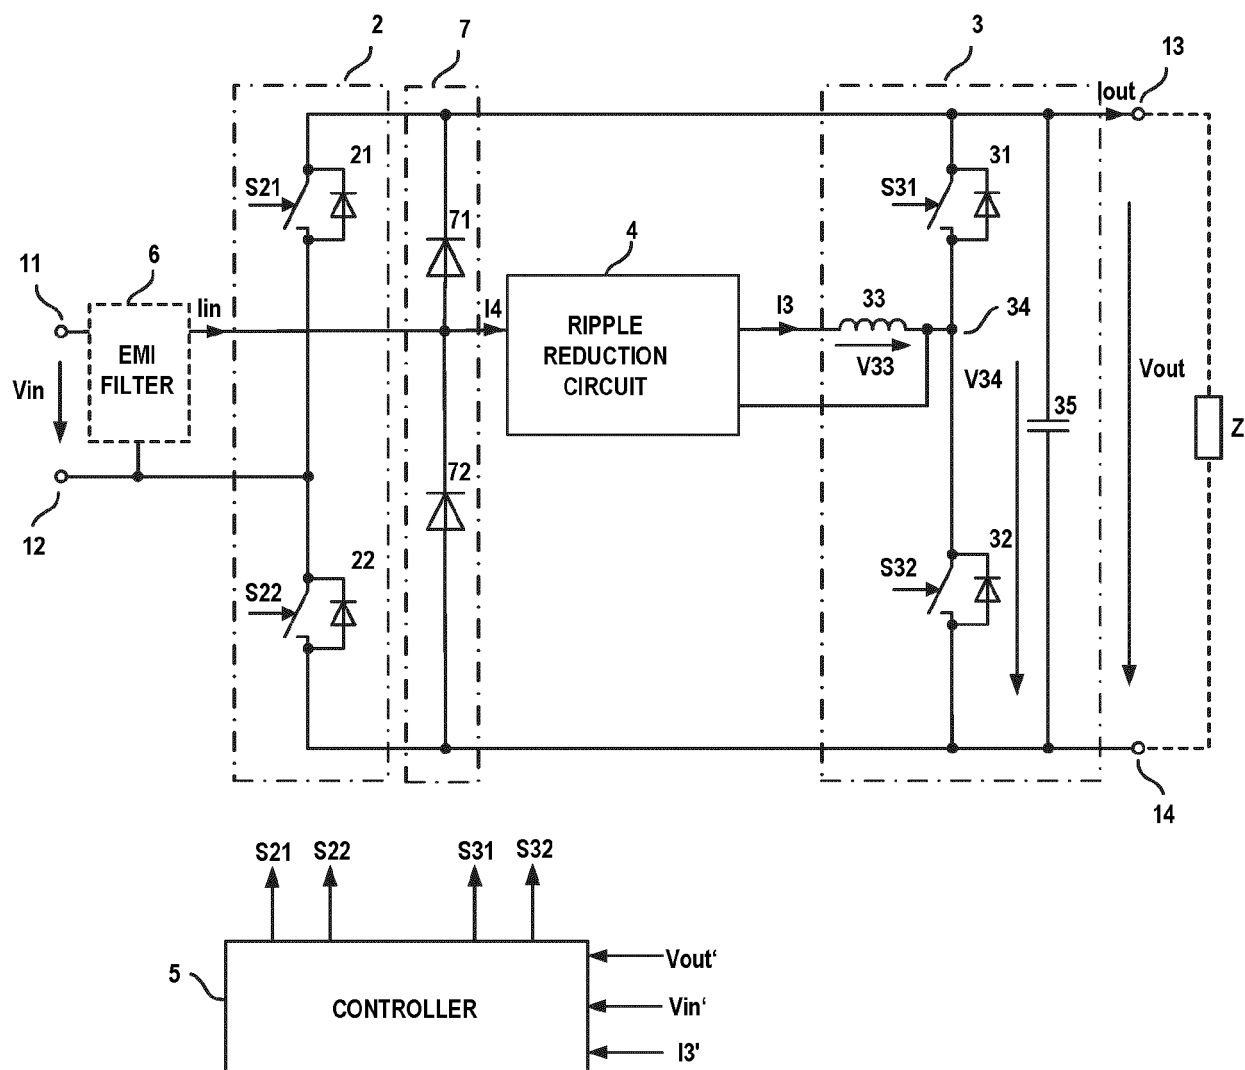 2
7
3
13
Iout
21
31
S21
S31
71
4
11
6
Iin
I4
I3
33
34
EMI
FILTER
RIPPLE
REDUCTION
CIRCUIT
Vin
V33
V34
35
Vout
Z
72
12
22
32
S22
S32
14
S21
S22
S31
S32
5
CONTROLLER
Vout‘
Vin‘
I3'